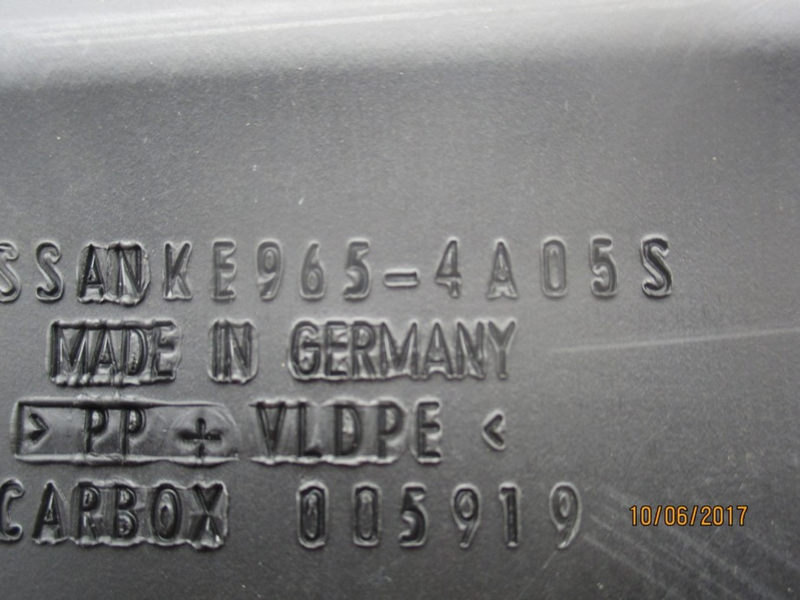 SSANKE965-4A05S
MADE IN GERMANY
> PP + VLDPE <
CARBOX 005919
10/06/2017